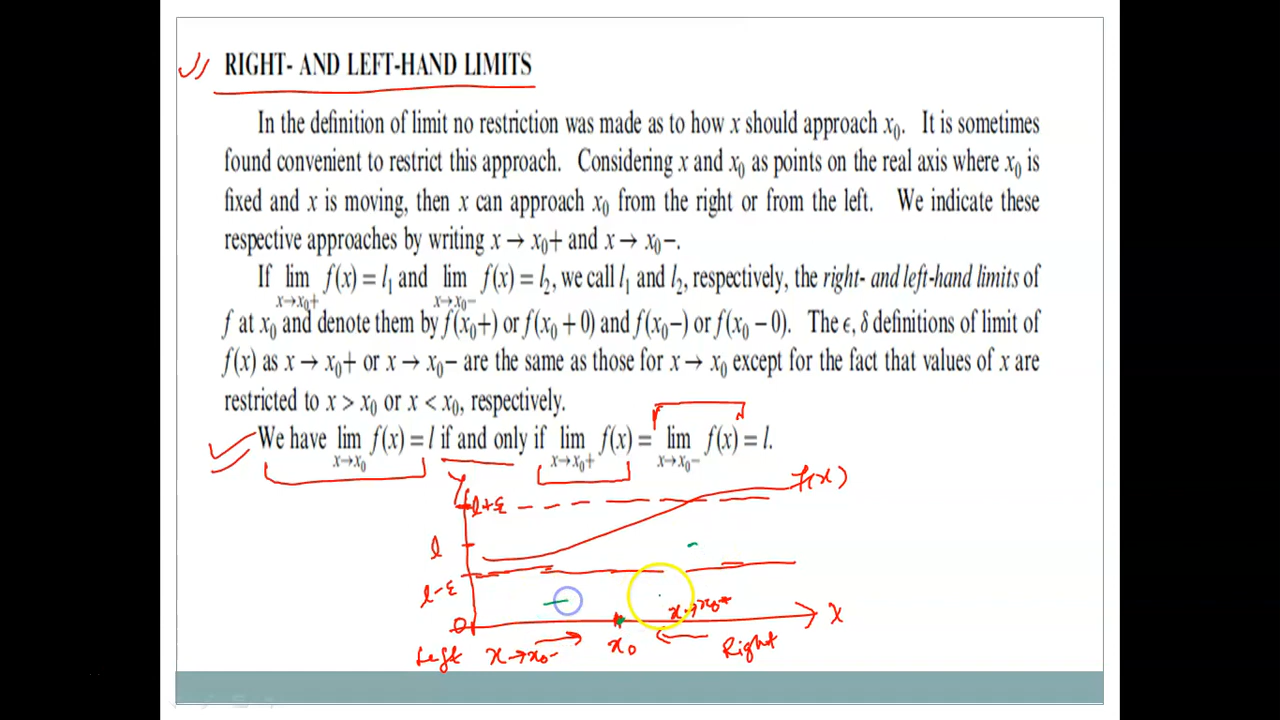 RIGHT- AND LEFT-HAND LIMITS
In the definition of limit no restriction was made as to how x should approach x₀. It is sometimes
found convenient to restrict this approach. Considering x and x₀ as points on the real axis where x₀ is
fixed and x is moving, then x can approach x₀ from the right or from the left. We indicate these
respective approaches by writing x → x₀+ and x → x₀−.
If lim f(x) = l₁ and lim f(x) = l₂, we call l₁ and l₂, respectively, the right- and left-hand limits of
x→x₀+ x→x₀−
f at x₀ and denote them by f(x₀+) or f(x₀ + 0) and f(x₀−) or f(x₀ − 0). The ϵ, δ definitions of limit of
f(x) as x → x₀+ or x → x₀− are the same as those for x → x₀ except for the fact that values of x are
restricted to x > x₀ or x < x₀, respectively.
We have lim f(x) = l if and only if lim f(x) = lim f(x) = l.
x→x₀ x→x₀+ x→x₀−
Y f(x)
l+ε
l
l-ε
x→x₀+
0 X
Left x→x₀- x₀ Right